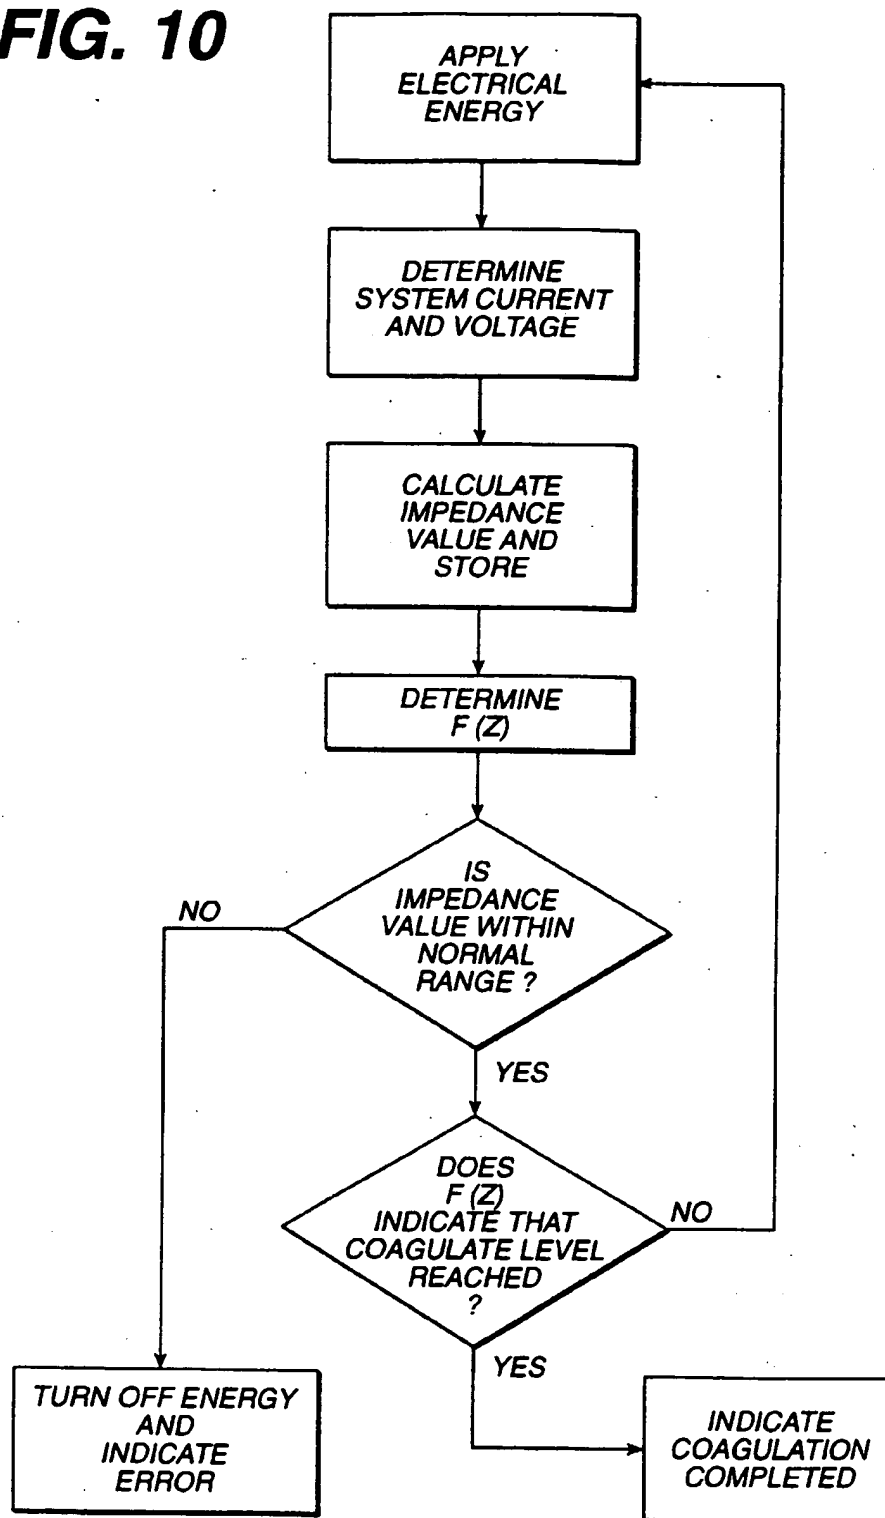 FIG. 10
APPLY
ELECTRICAL
ENERGY
DETERMINE
SYSTEM CURRENT
AND VOLTAGE
CALCULATE
IMPEDANCE
VALUE AND
STORE
DETERMINE
F (Z)
IS
IMPEDANCE
VALUE WITHIN
NORMAL
RANGE ?
NO
YES
DOES
F (Z)
INDICATE THAT
COAGULATE LEVEL
REACHED
?
NO
YES
TURN OFF ENERGY
AND
INDICATE
ERROR
INDICATE
COAGULATION
COMPLETED